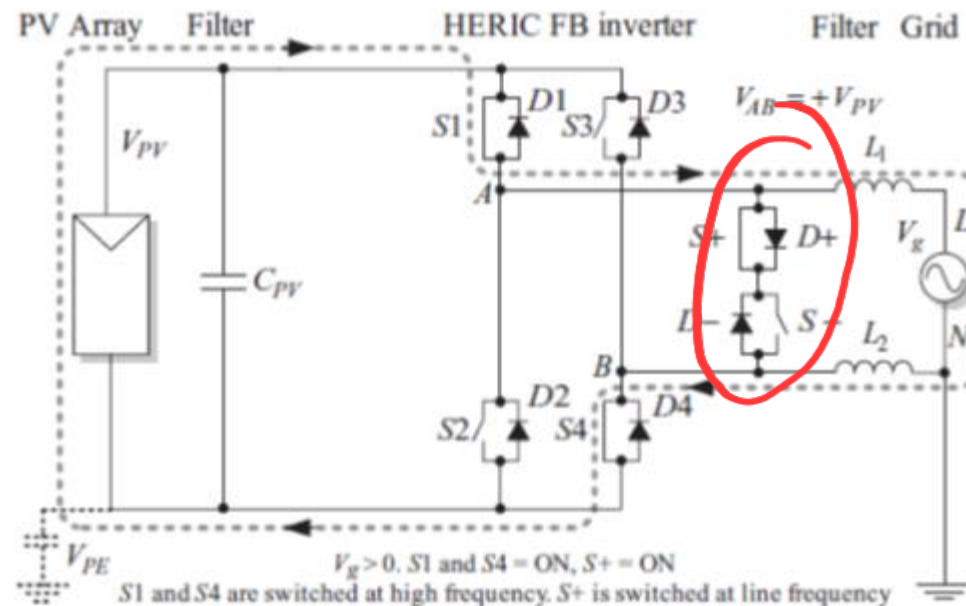 PV Array Filter HERIC FB inverter Filter Grid
V_PV
S1 D1 S3 D3
V_AB = +V_PV
L_1
A
S+ D+
V_g L
C_PV
S
L_2 N
B
S2 D2 S4 D4
V_PE
V_g > 0. S1 and S4 = ON, S+ = ON
S1 and S4 are switched at high frequency. S+ is switched at line frequency